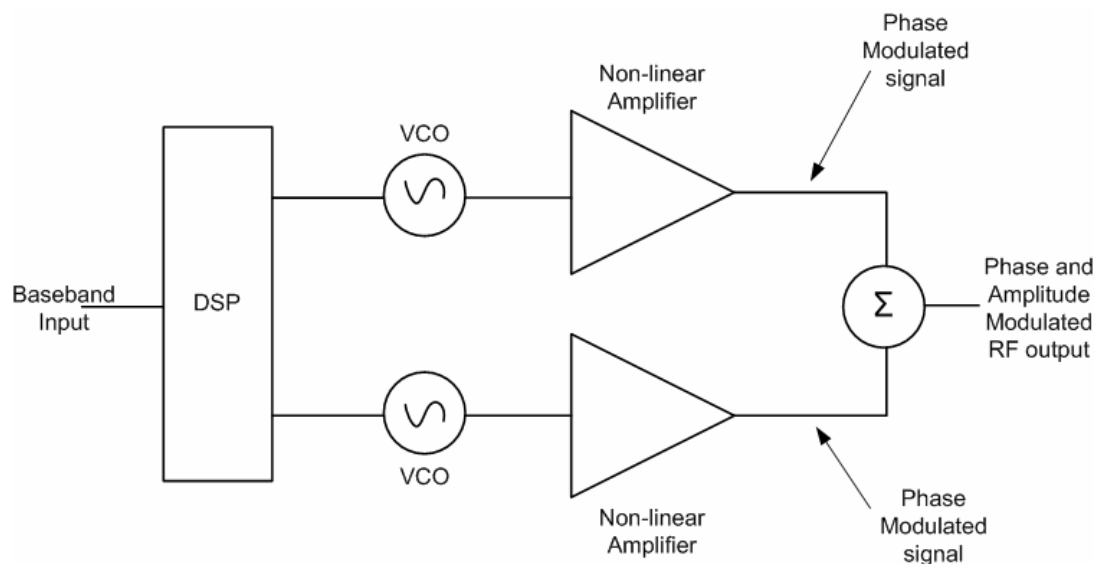 Phase
Modulated
signal
Non-linear
Amplifier
VCO
Baseband
Input
DSP
Σ
Phase and
Amplitude
Modulated
RF output
VCO
Non-linear
Amplifier
Phase
Modulated
signal